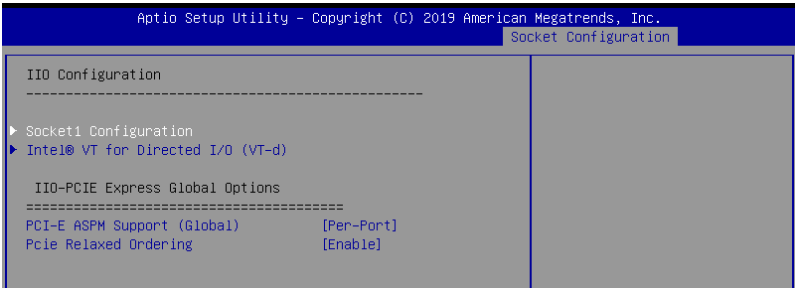 Aptio Setup Utility – Copyright (C) 2019 American Megatrends, Inc.
Socket Configuration
IIO Configuration
--------------------------------------------------
Socket1 Configuration
Intel® VT for Directed I/O (VT-d)
IIO-PCIE Express Global Options
========================================
PCI-E ASPM Support (Global) [Per-Port]
Pcie Relaxed Ordering [Enable]